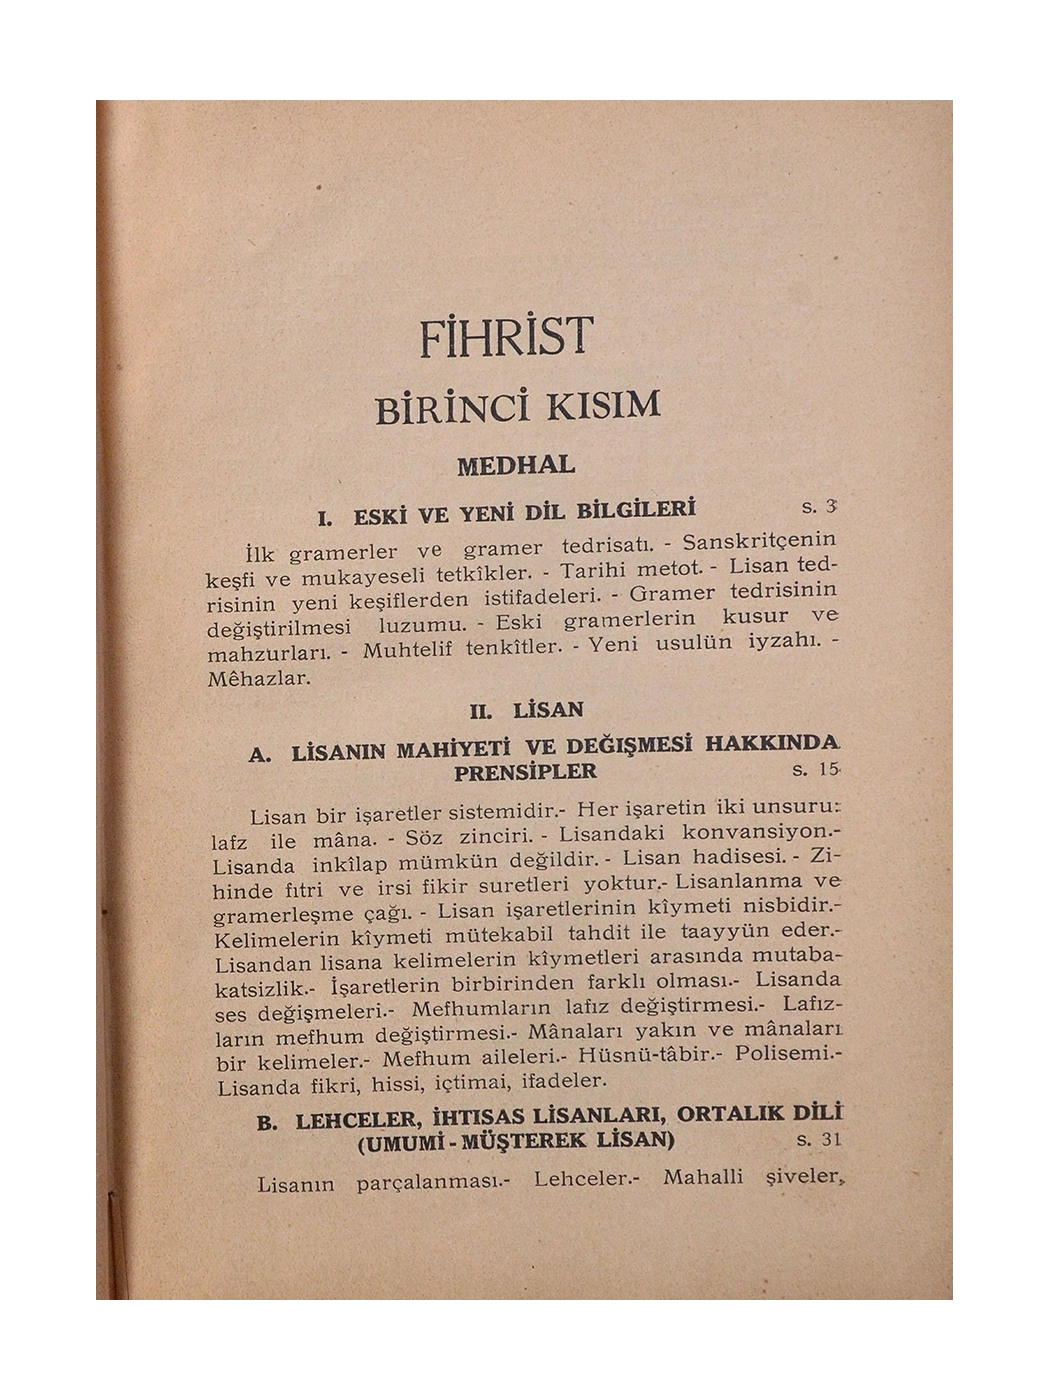 FİHRİST
BİRİNCİ KISIM
MEDHAL
I. ESKİ VE YENİ DİL BİLGİLERİ s. 3
İlk gramerler ve gramer tedrisatı. - Sanskritçenin
keşfi ve mukayeseli tetkîkler. - Tarihi metot. - Lisan ted-
risinin yeni keşiflerden istifadeleri. - Gramer tedrisinin
değiştirilmesi luzumu. - Eski gramerlerin kusur ve
mahzurları. - Muhtelif tenkîtler. - Yeni usulün iyzahı. -
Mêhazlar.
II. LİSAN
A. LİSANIN MAHİYETİ VE DEĞIŞMESİ HAKKINDA
PRENSİPLER s. 15
Lisan bir işaretler sistemidir.- Her işaretin iki unsuru:
lafz ile mâna. - Söz zinciri. - Lisandaki konvansiyon.-
Lisanda inkîlap mümkün değildir. - Lisan hadisesi. - Zi-
hinde fıtri ve irsi fikir suretleri yoktur.- Lisanlanma ve
gramerleşme çağı. - Lisan işaretlerinin kîymeti nisbidir.-
Kelimelerin kîymeti mütekabil tahdit ile taayyün eder.-
Lisandan lisana kelimelerin kîymetleri arasında mutaba-
katsizlik.- İşaretlerin birbirinden farklı olması.- Lisanda
ses değişmeleri.- Mefhumların lafız değiştirmesi.- Lafız-
ların mefhum değiştirmesi.- Mânaları yakın ve mânaları
bir kelimeler.- Mefhum aileleri.- Hüsnü-tâbir.- Polisemi.-
Lisanda fikri, hissi, içtimai, ifadeler.
B. LEHCELER, İHTISAS LİSANLARI, ORTALIK DİLİ
(UMUMİ - MÜŞTEREK LİSAN) s. 31
Lisanın parçalanması.- Lehceler.- Mahalli şiveler,